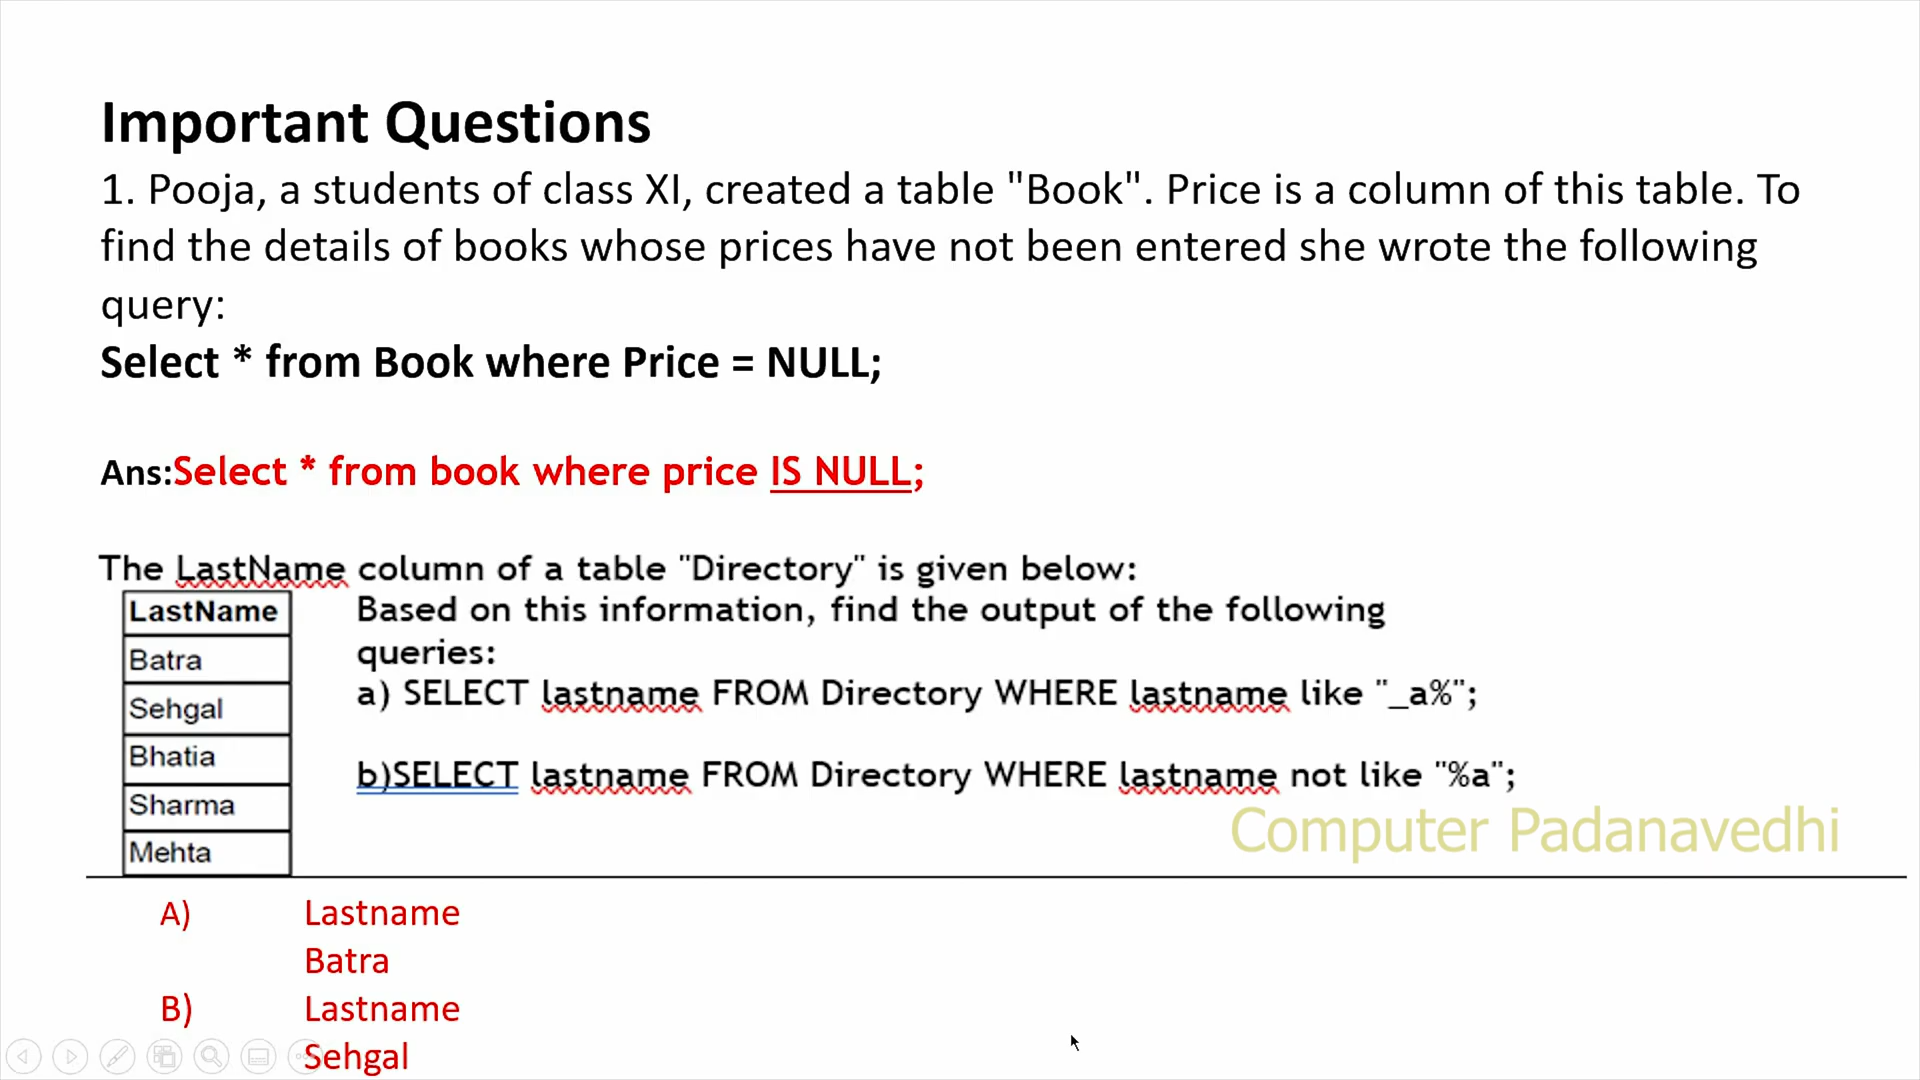 Important Questions
1. Pooja, a students of class XI, created a table "Book". Price is a column of this table. To
find the details of books whose prices have not been entered she wrote the following
query:
Select * from Book where Price = NULL;
Ans:Select * from book where price IS NULL;
The LastName column of a table "Directory" is given below:
LastName
Batra
Sehgal
Bhatia
Sharma
Mehta
Based on this information, find the output of the following
queries:
a) SELECT lastname FROM Directory WHERE lastname like "_a%";
b)SELECT lastname FROM Directory WHERE lastname not like "%a";
Computer Padanavedhi
A) Lastname
Batra
B) Lastname
Sehgal